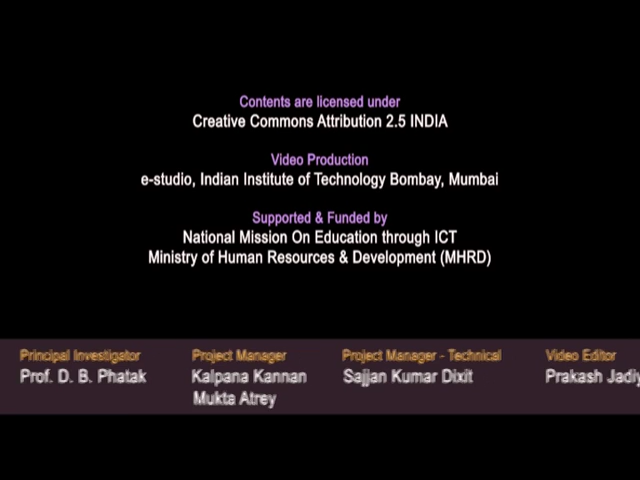 Contents are licensed under
Creative Commons Attribution 2.5 INDIA
Video Production
e-studio, Indian Institute of Technology Bombay, Mumbai
Supported & Funded by
National Mission On Education through ICT
Ministry of Human Resources & Development (MHRD)
Principal Investigator
Prof. D. B. Phatak
Project Manager
Kalpana Kannan
Mukta Atrey
Project Manager - Technical
Sajjan Kumar Dixit
Video Editor
Prakash